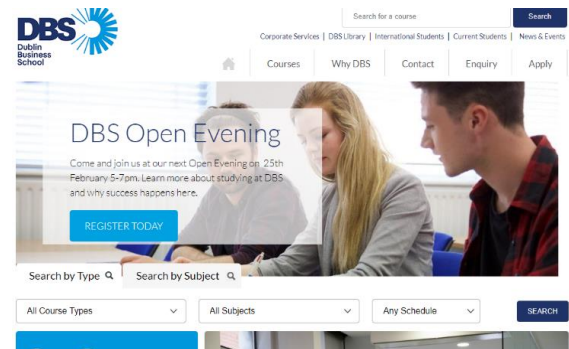 DBS
Dublin
Business
School
Search for a course
Search
Corporate Services | DBS Library | International Students | Current Students | News & Events
Courses
Why DBS
Contact
Enquiry
Apply
DBS Open Evening
Come and join us at our next Open Evening on 25th
February 5-7pm. Learn more about studying at DBS
and why success happens here.
REGISTER TODAY
Search by Type
Search by Subject
All Course Types
All Subjects
Any Schedule
SEARCH